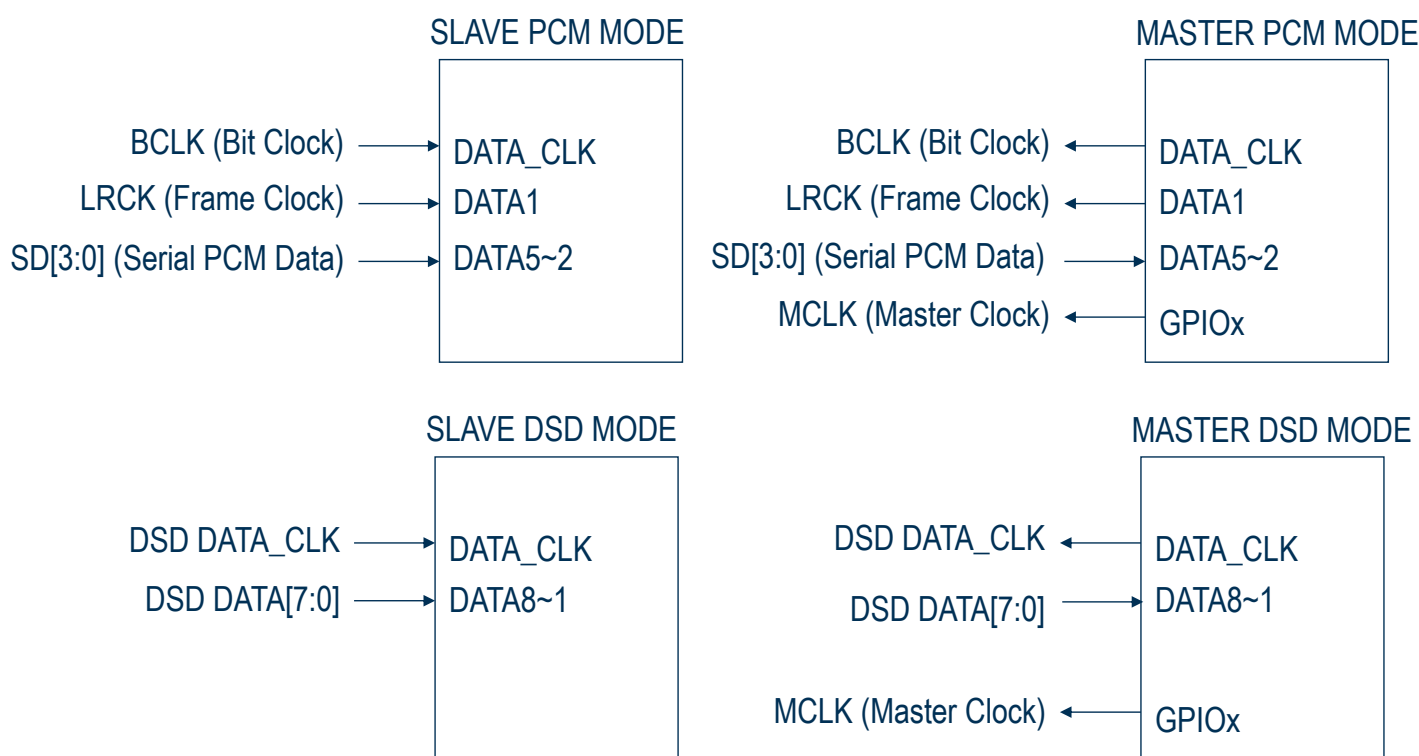 SLAVE PCM MODE
BCLK (Bit Clock)
DATA_CLK
LRCK (Frame Clock)
DATA1
SD[3:0] (Serial PCM Data)
DATA5~2
MASTER PCM MODE
BCLK (Bit Clock)
DATA_CLK
LRCK (Frame Clock)
DATA1
SD[3:0] (Serial PCM Data)
DATA5~2
MCLK (Master Clock)
GPIOx
SLAVE DSD MODE
DSD DATA_CLK
DATA_CLK
DSD DATA[7:0]
DATA8~1
MASTER DSD MODE
DSD DATA_CLK
DATA_CLK
DSD DATA[7:0]
DATA8~1
MCLK (Master Clock)
GPIOx